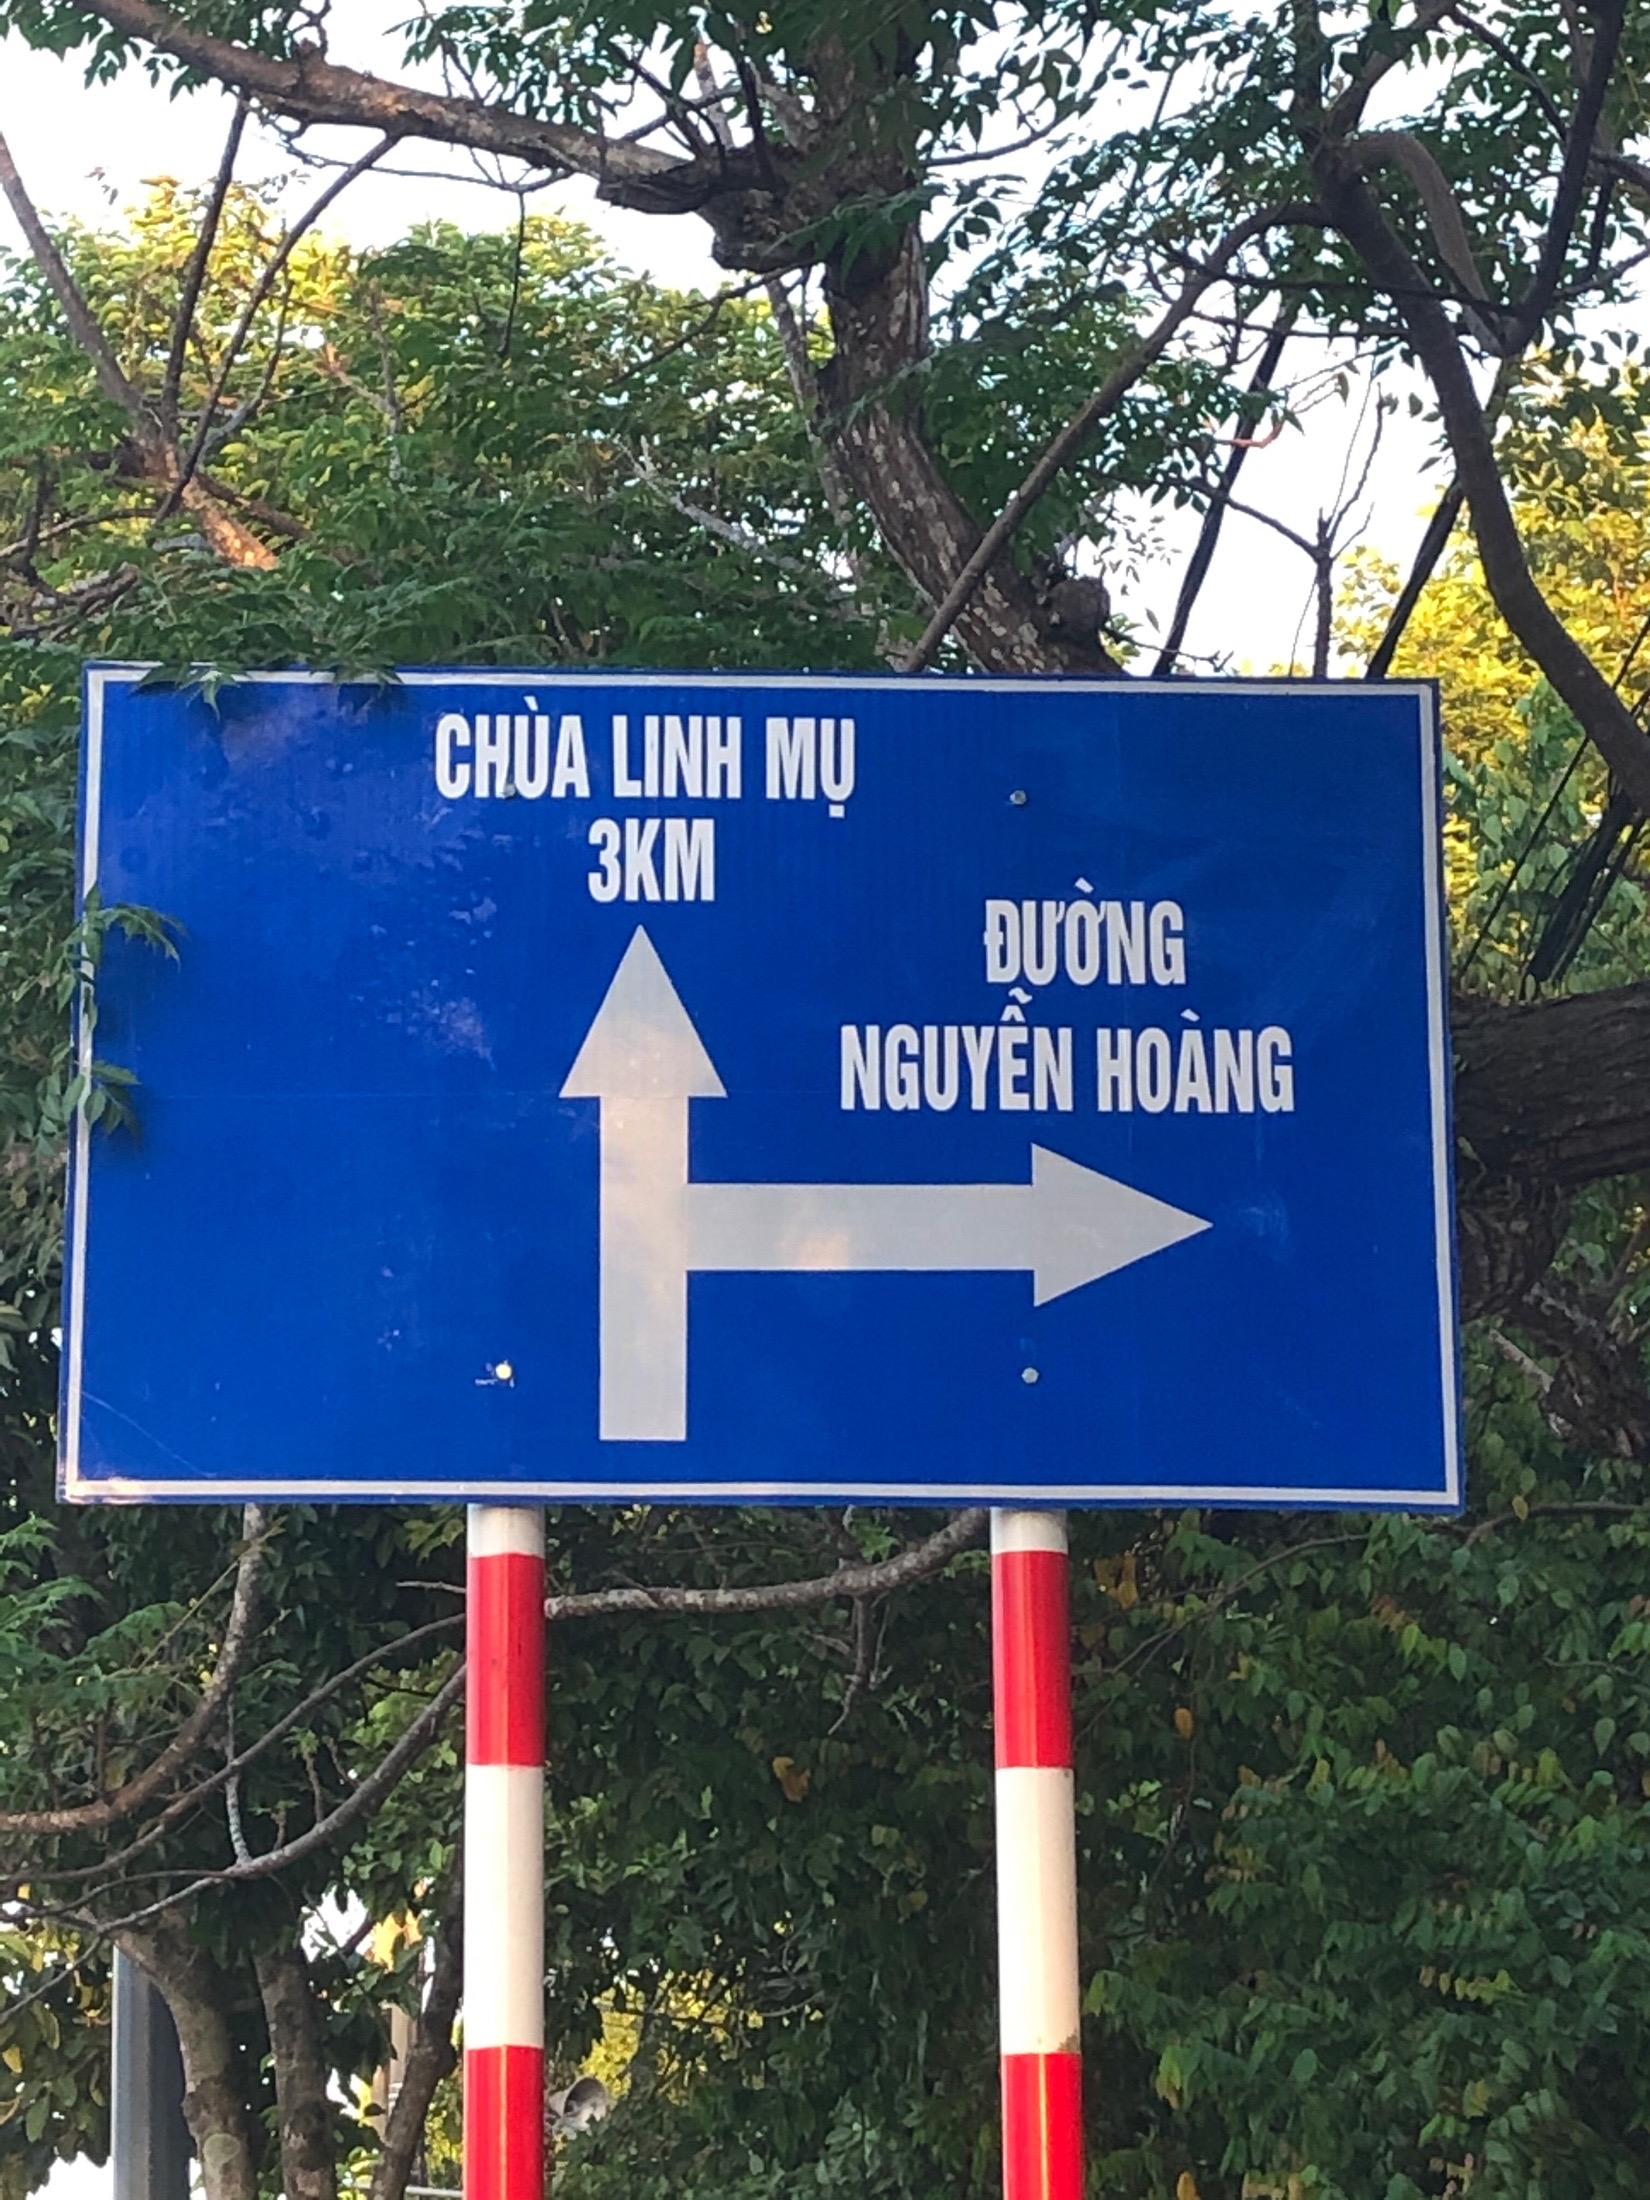 CHÙA LINH MỤ
3KM
ĐƯỜNG
NGUYỄN HOÀNG